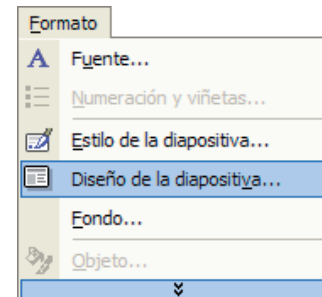 Formato
Fuente...
Numeración y viñetas...
Estilo de la diapositiva...
Diseño de la diapositiva...
Fondo...
Objeto...